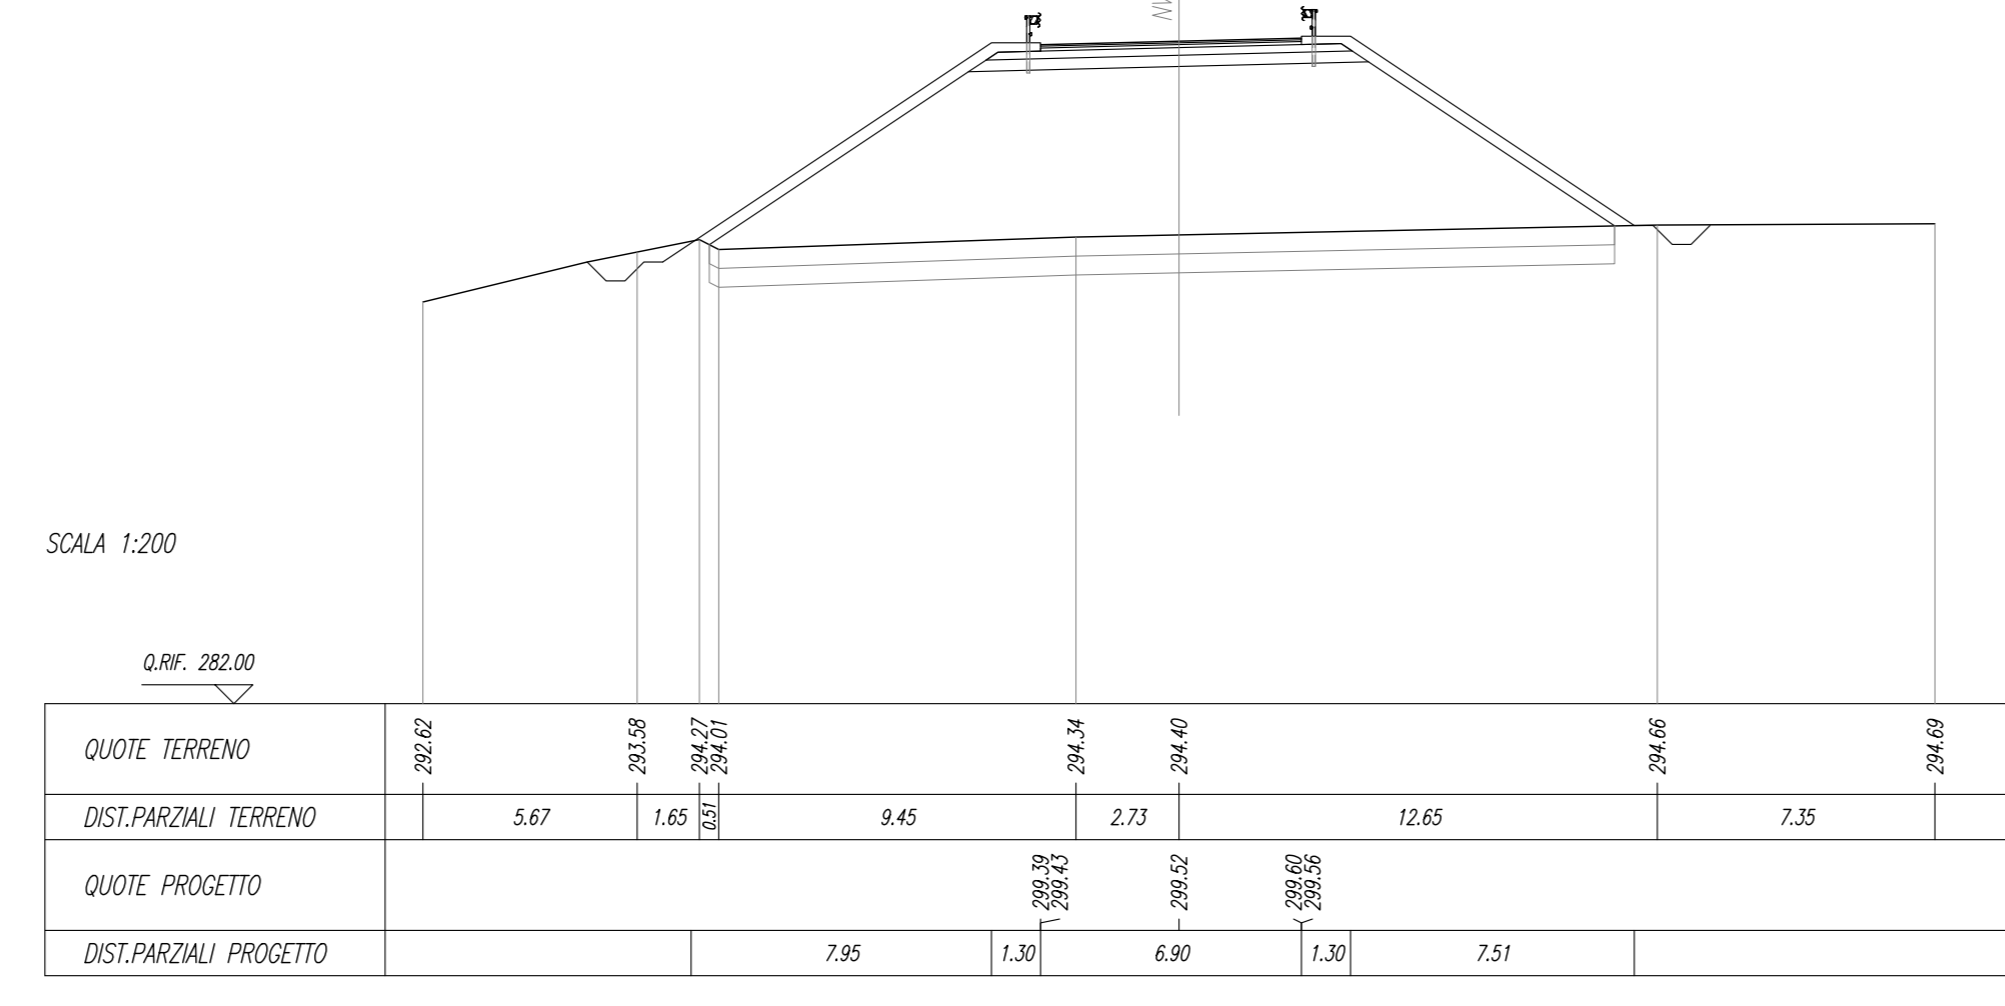 SCALA 1:200
Q.RIF. 282.00
QUOTE TERRENO 292.62 293.58 294.27 294.01 294.34 294.40 294.66 294.69
DIST.PARZIALI TERRENO 5.67 1.65 0.51 9.45 2.73 12.65 7.35
QUOTE PROGETTO 299.39 299.43 299.52 299.60 299.56
DIST.PARZIALI PROGETTO 7.95 1.30 6.90 1.30 7.51